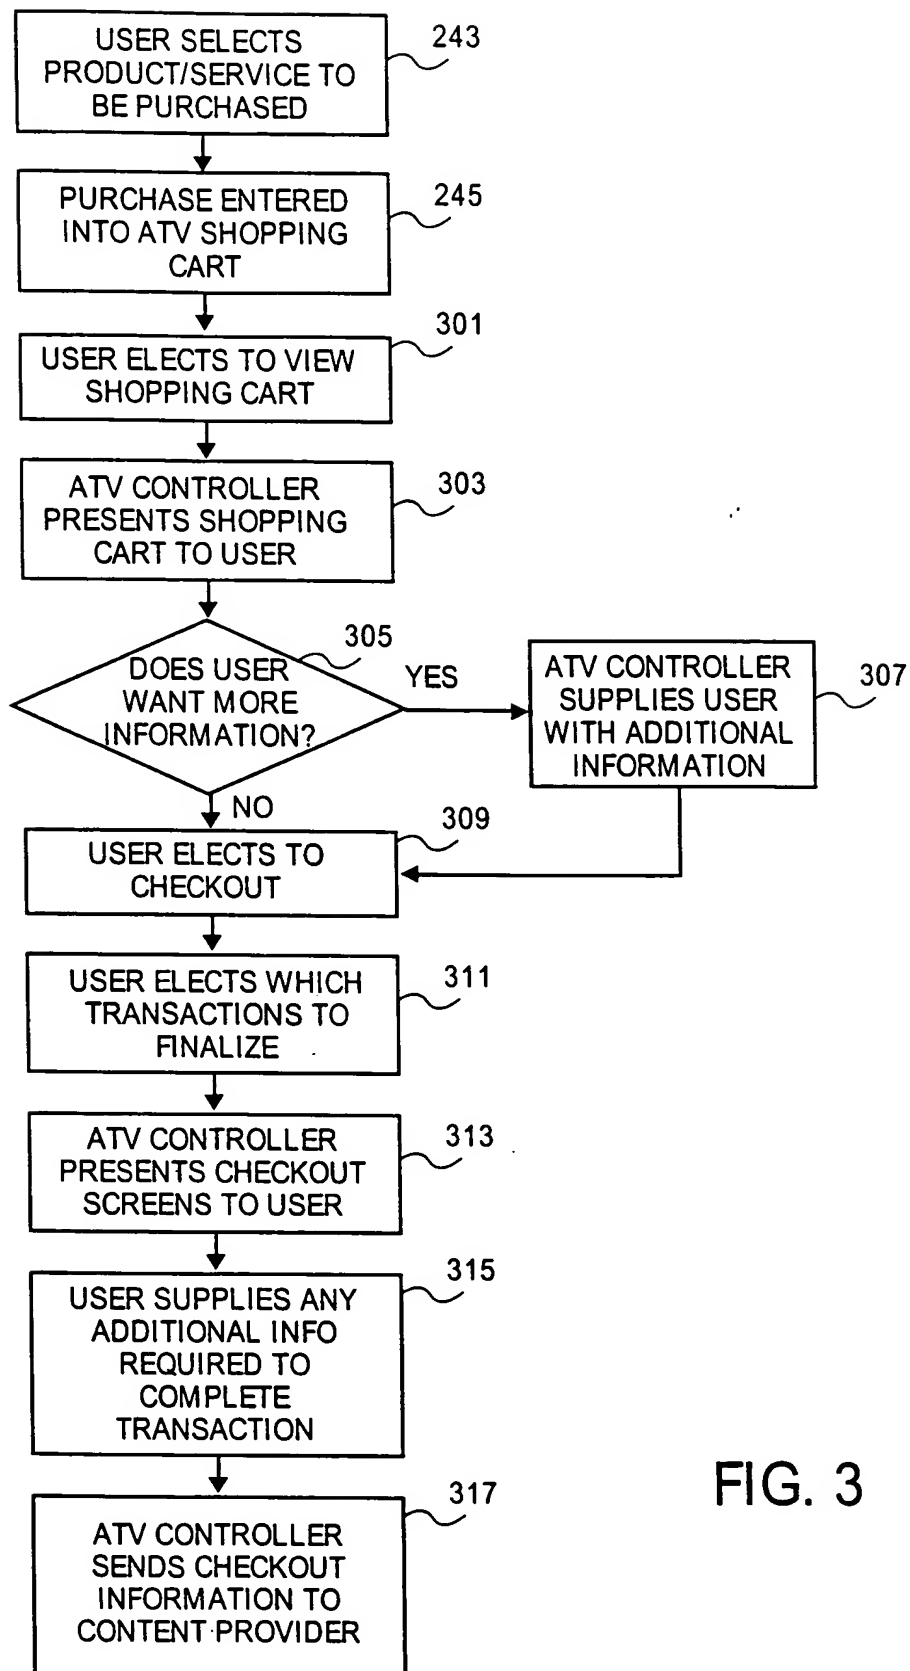 USER SELECTS
PRODUCT/SERVICE TO
BE PURCHASED
243
PURCHASE ENTERED
INTO ATV SHOPPING
CART
245
USER ELECTS TO VIEW
SHOPPING CART
301
ATV CONTROLLER
PRESENTS SHOPPING
CART TO USER
303
DOES USER
WANT MORE
INFORMATION?
305
YES
ATV CONTROLLER
SUPPLIES USER
WITH ADDITIONAL
INFORMATION
307
NO
USER ELECTS TO
CHECKOUT
309
USER ELECTS WHICH
TRANSACTIONS TO
FINALIZE
311
ATV CONTROLLER
PRESENTS CHECKOUT
SCREENS TO USER
313
USER SUPPLIES ANY
ADDITIONAL INFO
REQUIRED TO
COMPLETE
TRANSACTION
315
ATV CONTROLLER
SENDS CHECKOUT
INFORMATION TO
CONTENT PROVIDER
317
FIG. 3